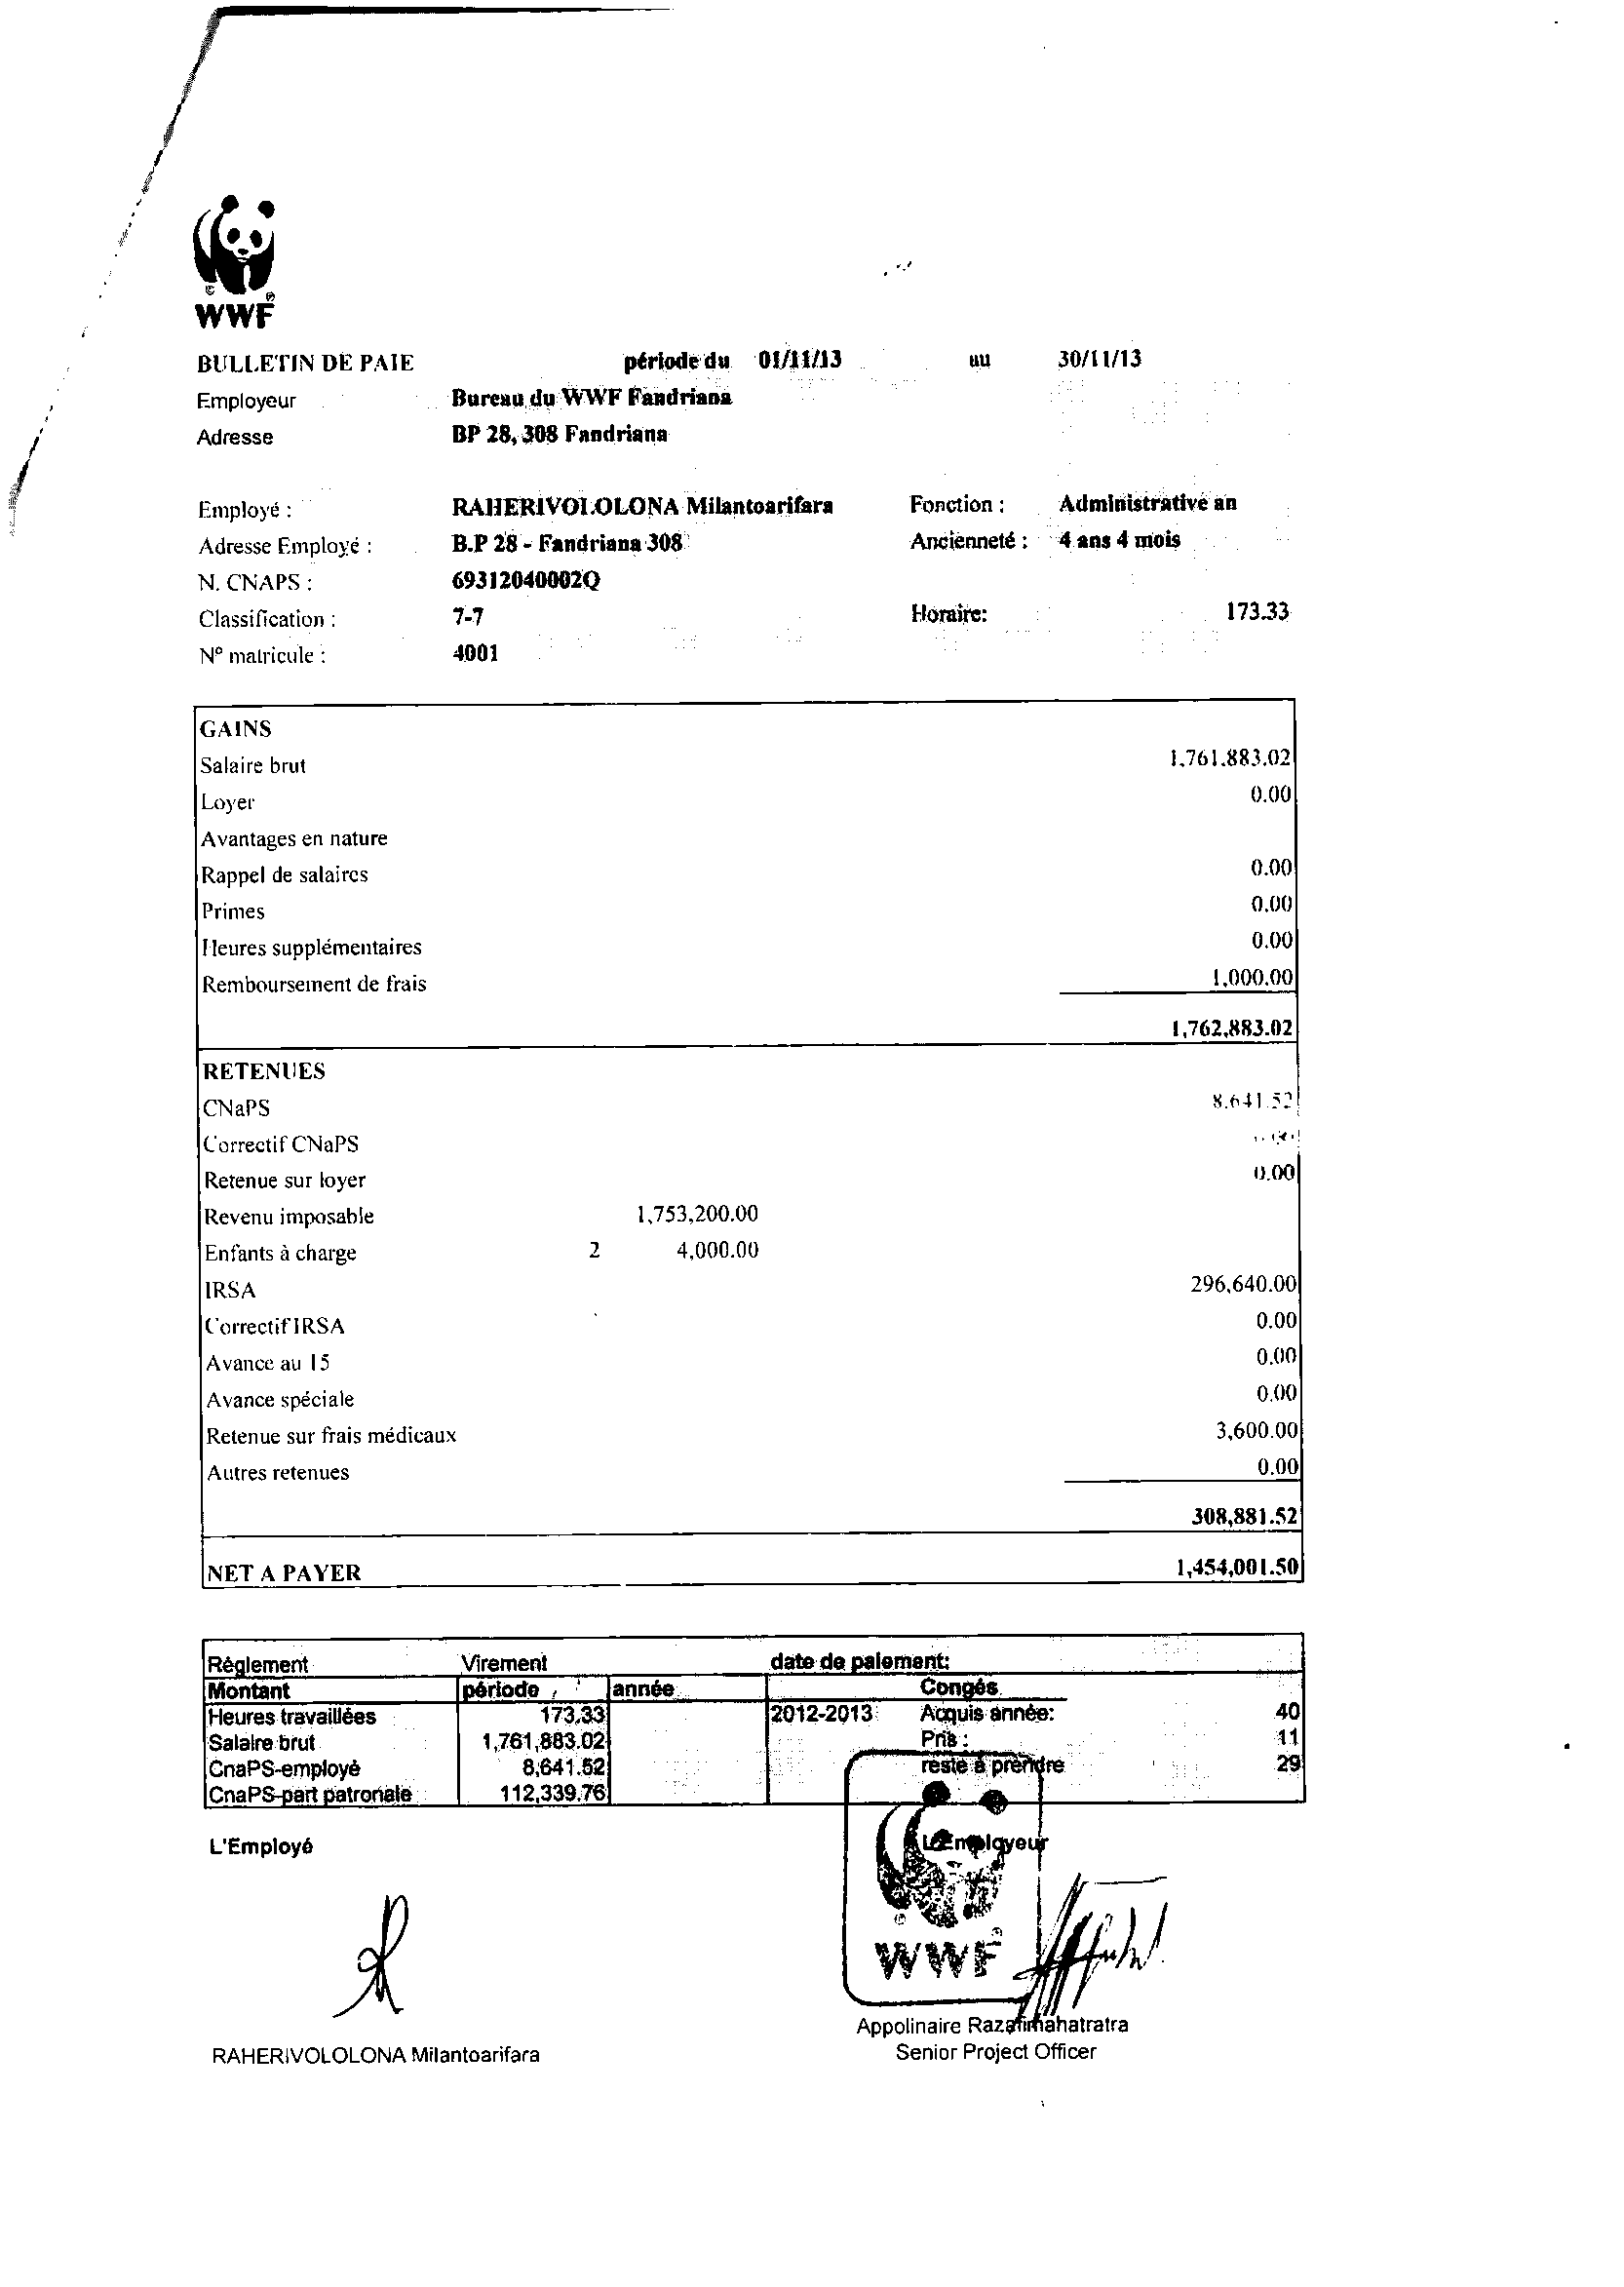 WWF
BULLETIN DE PAIE période du 01/11/13 au 30/11/13
Employeur Bureau du WWF Fandriana
Adresse BP 28, 308 Fandriana
Employé : RAHERIVOLOLONA Milantoarifara Fonction : Administrative an
Adresse Employé : B.P 28 - Fandriana 308 Ancienneté : 4 ans 4 mois
N. CNAPS : 69312040002Q
Classification : 7-7 Horaire: 173.33
N° matricule : 4001
GAINS
Salaire brut 1,761,883.02
Loyer 0.00
Avantages en nature
Rappel de salaires 0.00
Primes 0.00
Heures supplémentaires 0.00
Remboursement de frais 1,000.00
1,762,883.02
RETENUES
CNaPS 8,641.52
Correctif CNaPS
Retenue sur loyer 0.00
Revenu imposable 1,753,200.00
Enfants à charge 2 4,000.00
IRSA 296,640.00
Correctif IRSA 0.00
Avance au 15 0.00
Avance spéciale 0.00
Retenue sur frais médicaux 3,600.00
Autres retenues 0.00
308,881.52
NET A PAYER 1,454,001.50
Règlement Virement date de paiement:
Montant période année Congés
Heures travaillées 173.33 2012-2013 Acquis année: 40
Salaire brut 1,761,883.02 Pris : 11
CnaPS-employé 8,641.52 reste à prendre 29
CnaPS-part patronale 112,339.76
L'Employé L'Employeur
WWF
Appolinaire Razafimahatratra
RAHERIVOLOLONA Milantoarifara Senior Project Officer